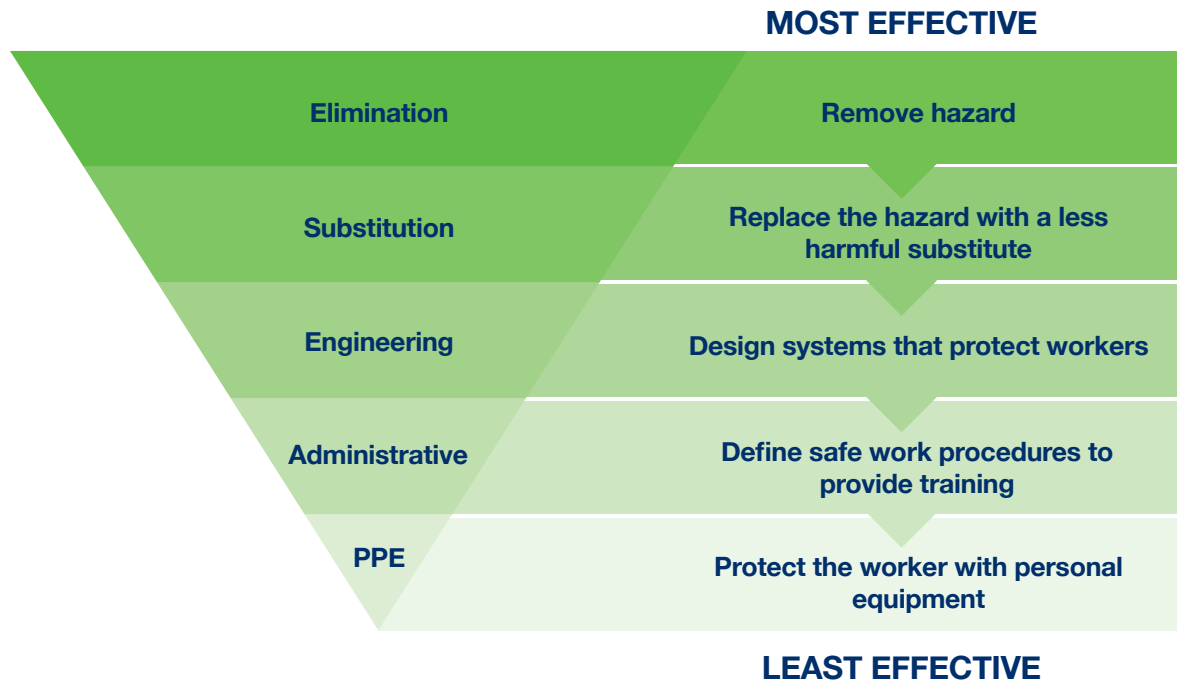 MOST EFFECTIVE
Elimination
Remove hazard
Substitution
Replace the hazard with a less
harmful substitute
Engineering
Design systems that protect workers
Administrative
Define safe work procedures to
provide training
PPE
Protect the worker with personal
equipment
LEAST EFFECTIVE